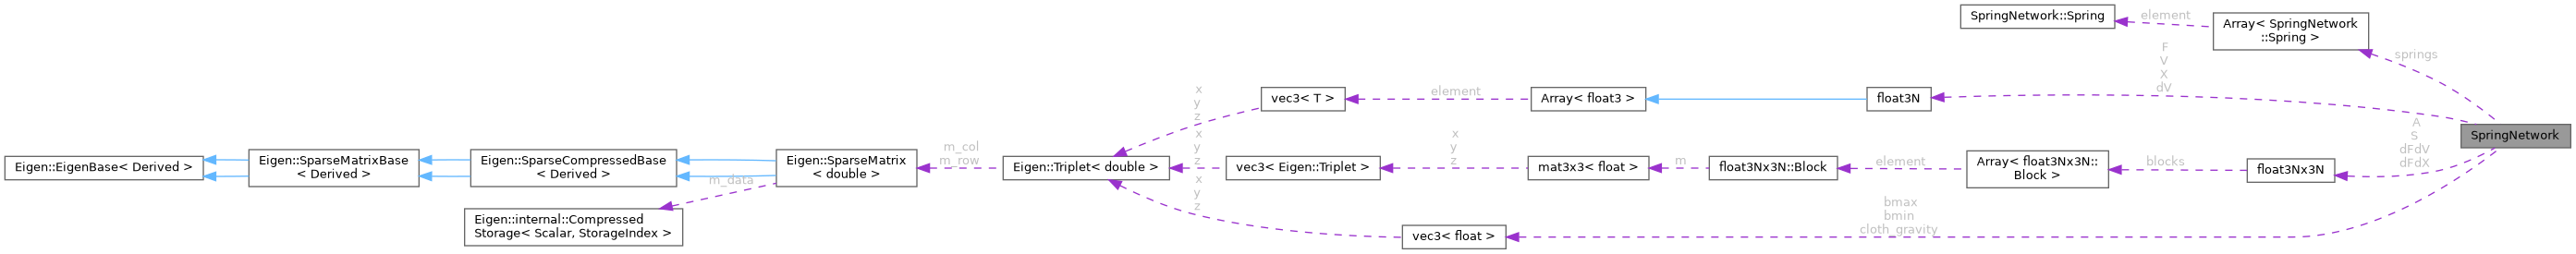 SpringNetwork::Spring
element
Array< SpringNetwork
::Spring >
springs
F
V
X
dV
x
y
z
vec3< T >
element
Array< float3 >
float3N
SpringNetwork
A
S
dFdV
dFdX
m_col
m_row
x
y
z
x
y
z
Eigen::EigenBase< Derived >
Eigen::SparseMatrixBase
< Derived >
Eigen::SparseCompressedBase
< Derived >
Eigen::SparseMatrix
< double >
Eigen::Triplet< double >
vec3< Eigen::Triplet >
mat3x3< float >
m
float3Nx3N::Block
element
Array< float3Nx3N::
Block >
blocks
float3Nx3N
m_data
x
y
z
Eigen::internal::Compressed
Storage< Scalar, StorageIndex >
vec3< float >
bmax
bmin
cloth_gravity